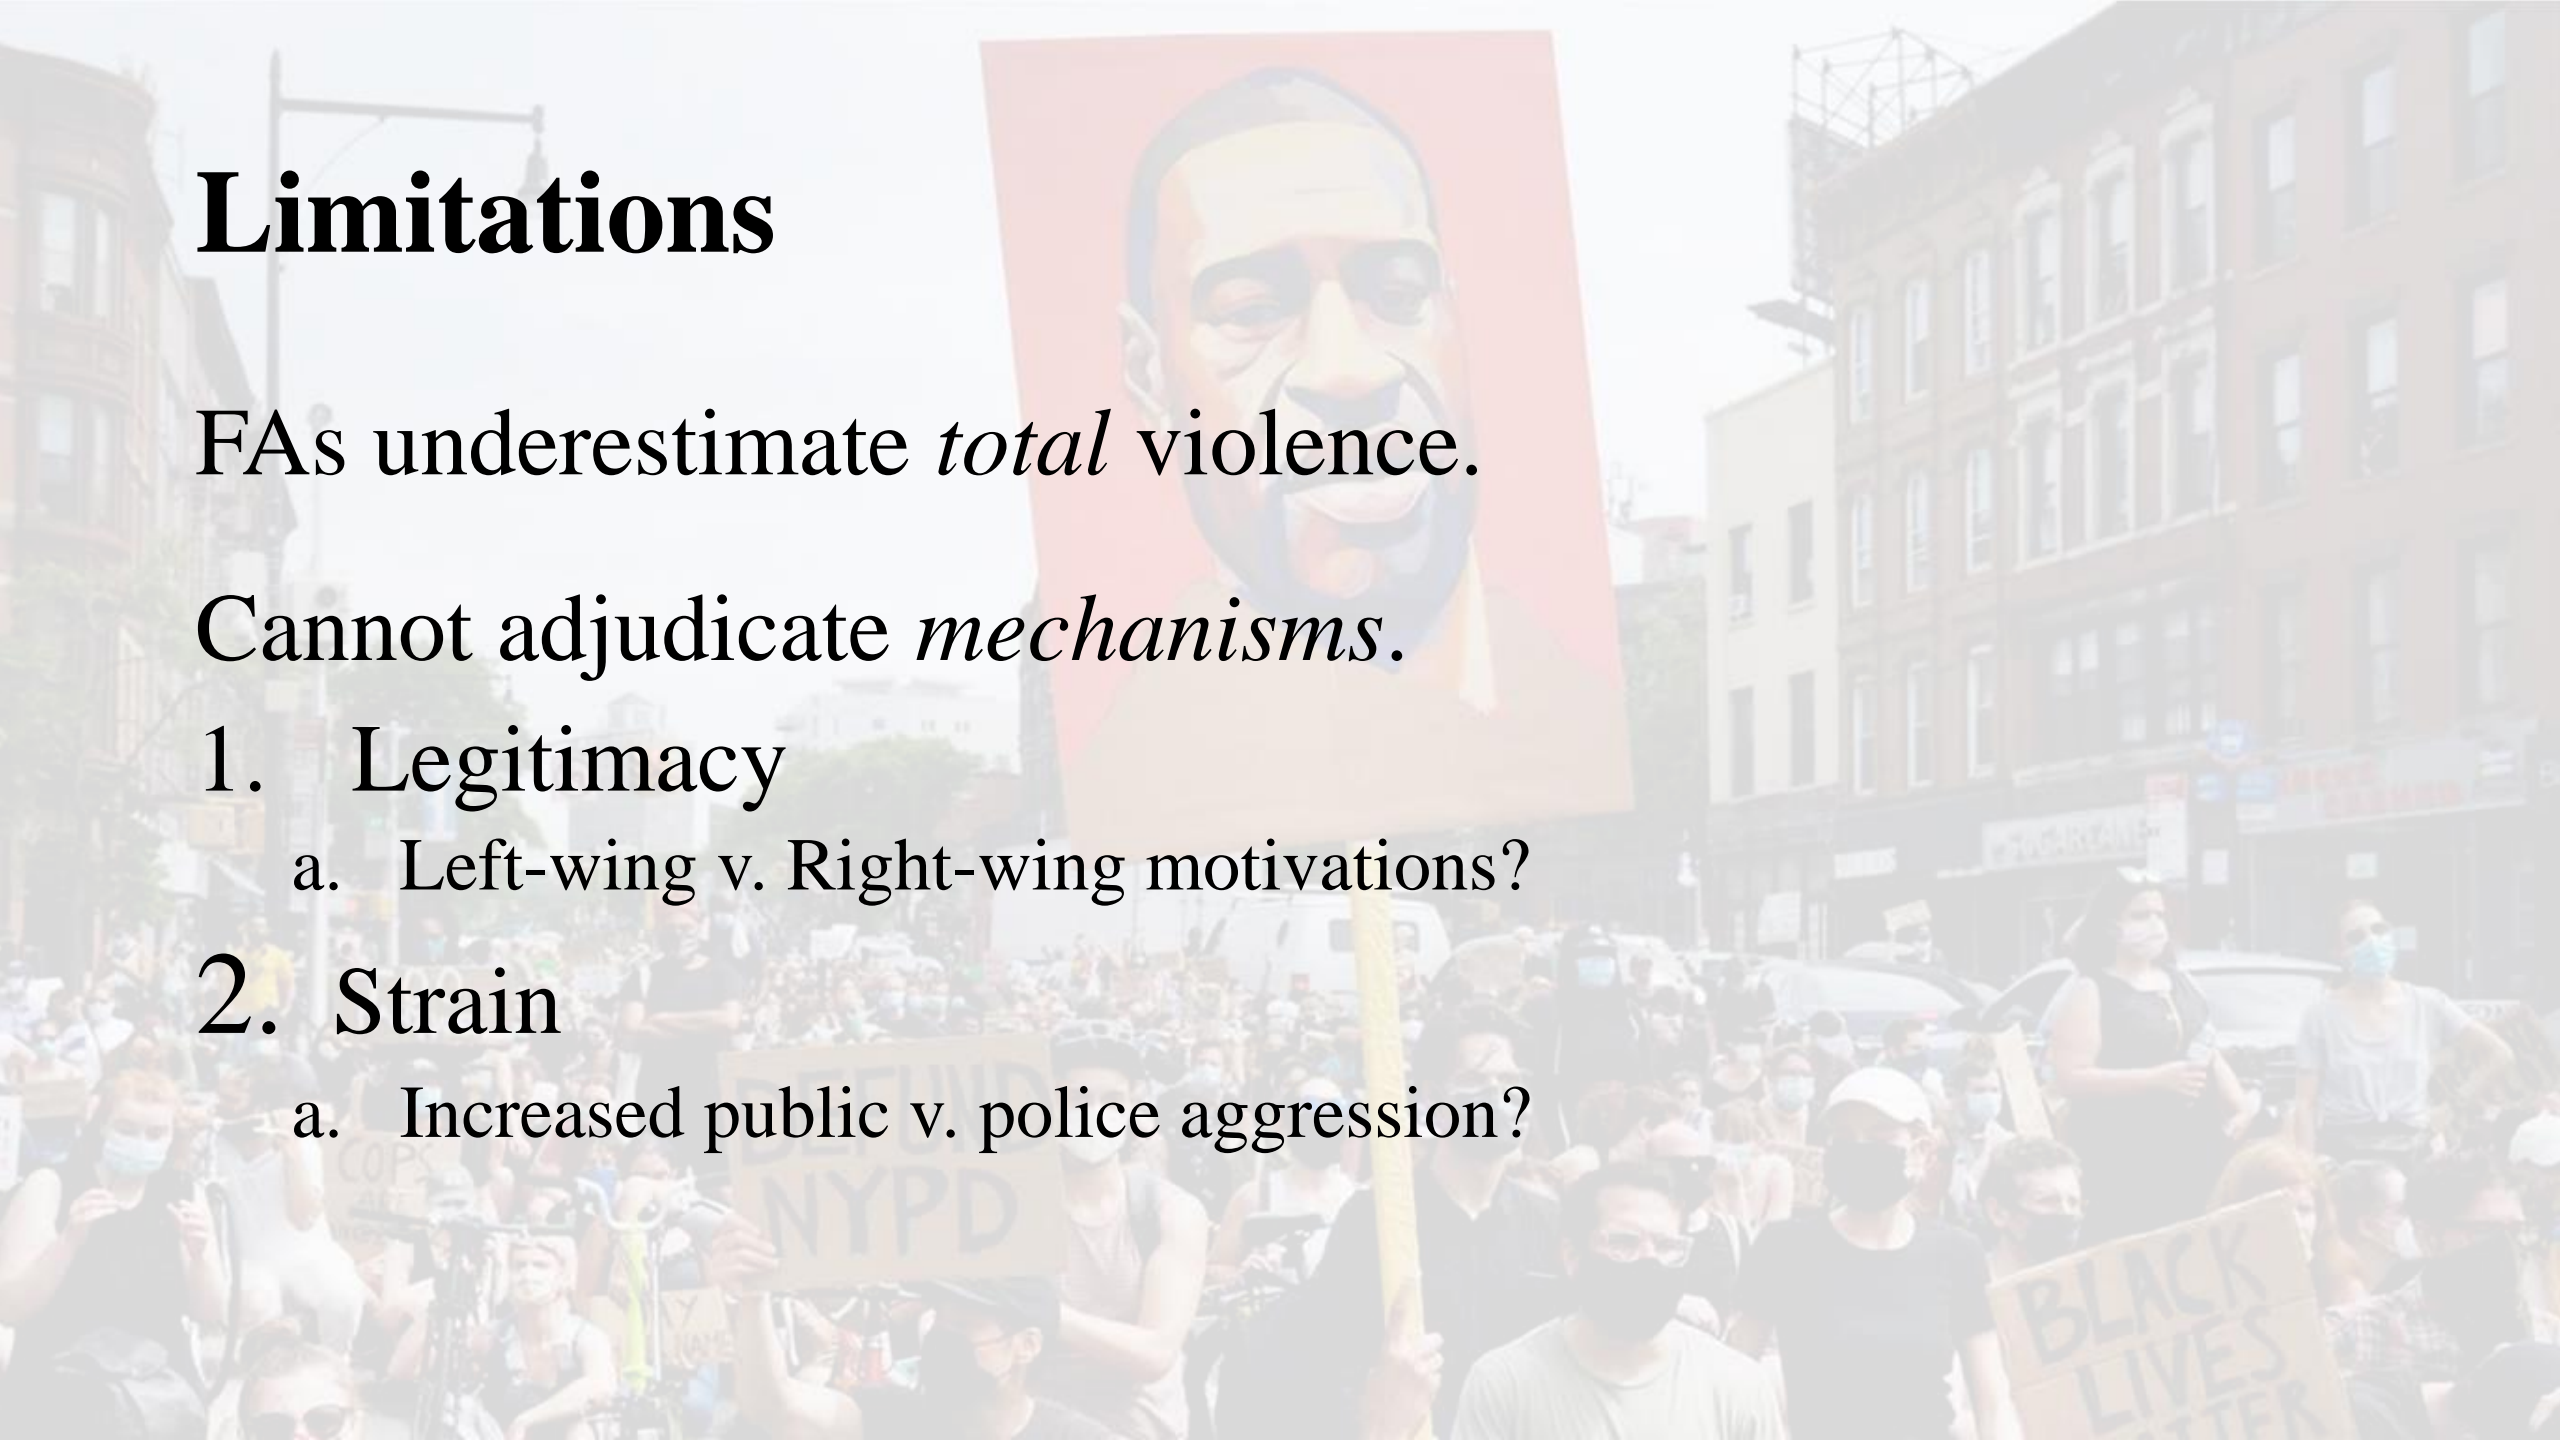 Limitations
FAs underestimate total violence.
Cannot adjudicate mechanisms.
1. Legitimacy
a. Left-wing v. Right-wing motivations?
2. Strain
a. Increased public v. police aggression?
DEFUND
NYPD
COPS
BLACK
LIVES